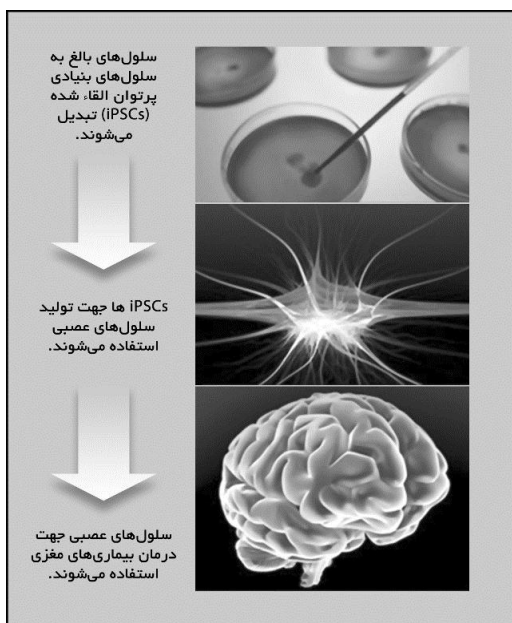 سلول‌های بالغ به
سلول‌های بنیادی
پرتوان القاء شده
(iPSCs) تبدیل
می‌شوند.
iPSCs ها جهت تولید
سلول‌های عصبی
استفاده می‌شوند.
سلول‌های عصبی جهت
درمان بیماری‌های مغزی
استفاده می‌شوند.